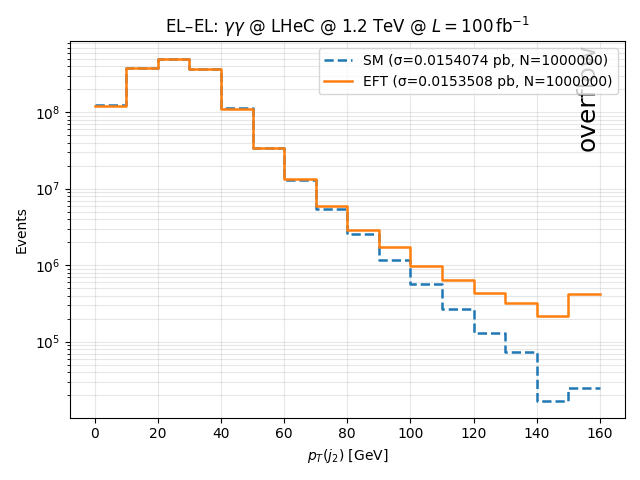 EL–EL: γγ @ LHeC @ 1.2 TeV @ L = 100 fb⁻¹
SM (σ=0.0154074 pb, N=1000000)
EFT (σ=0.0153508 pb, N=1000000)
overflow
Events
10⁸
10⁷
10⁶
10⁵
0 20 40 60 80 100 120 140 160
p_T(j₂) [GeV]